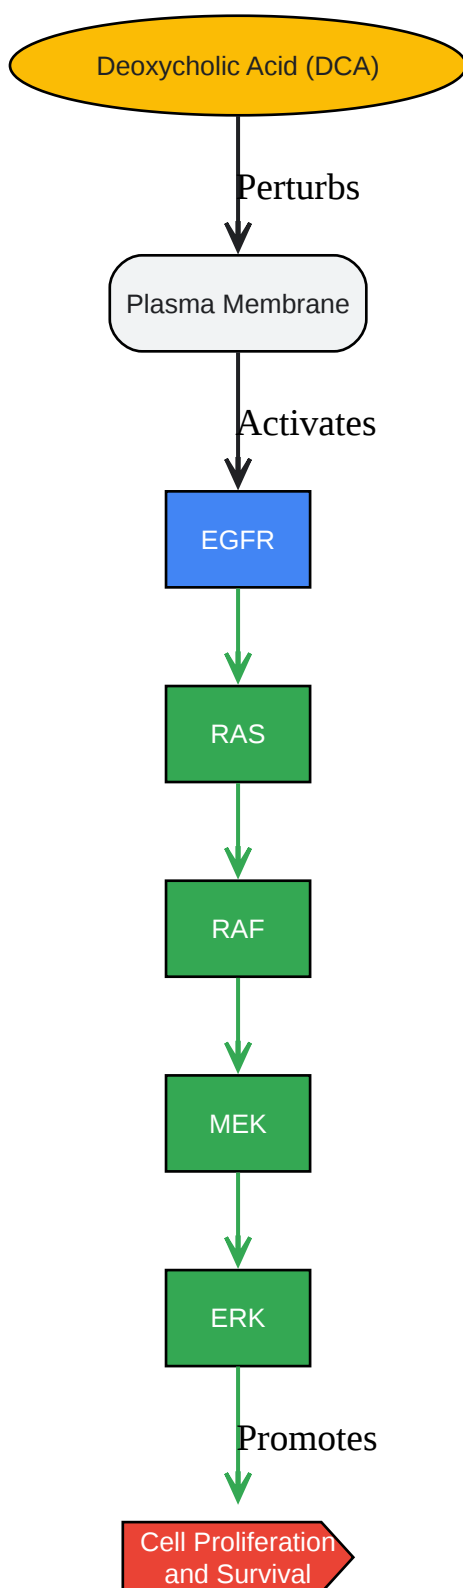 Deoxycholic Acid (DCA)
Perturbs
Plasma Membrane
Activates
EGFR
RAS
RAF
MEK
ERK
Promotes
Cell Proliferation
and Survival